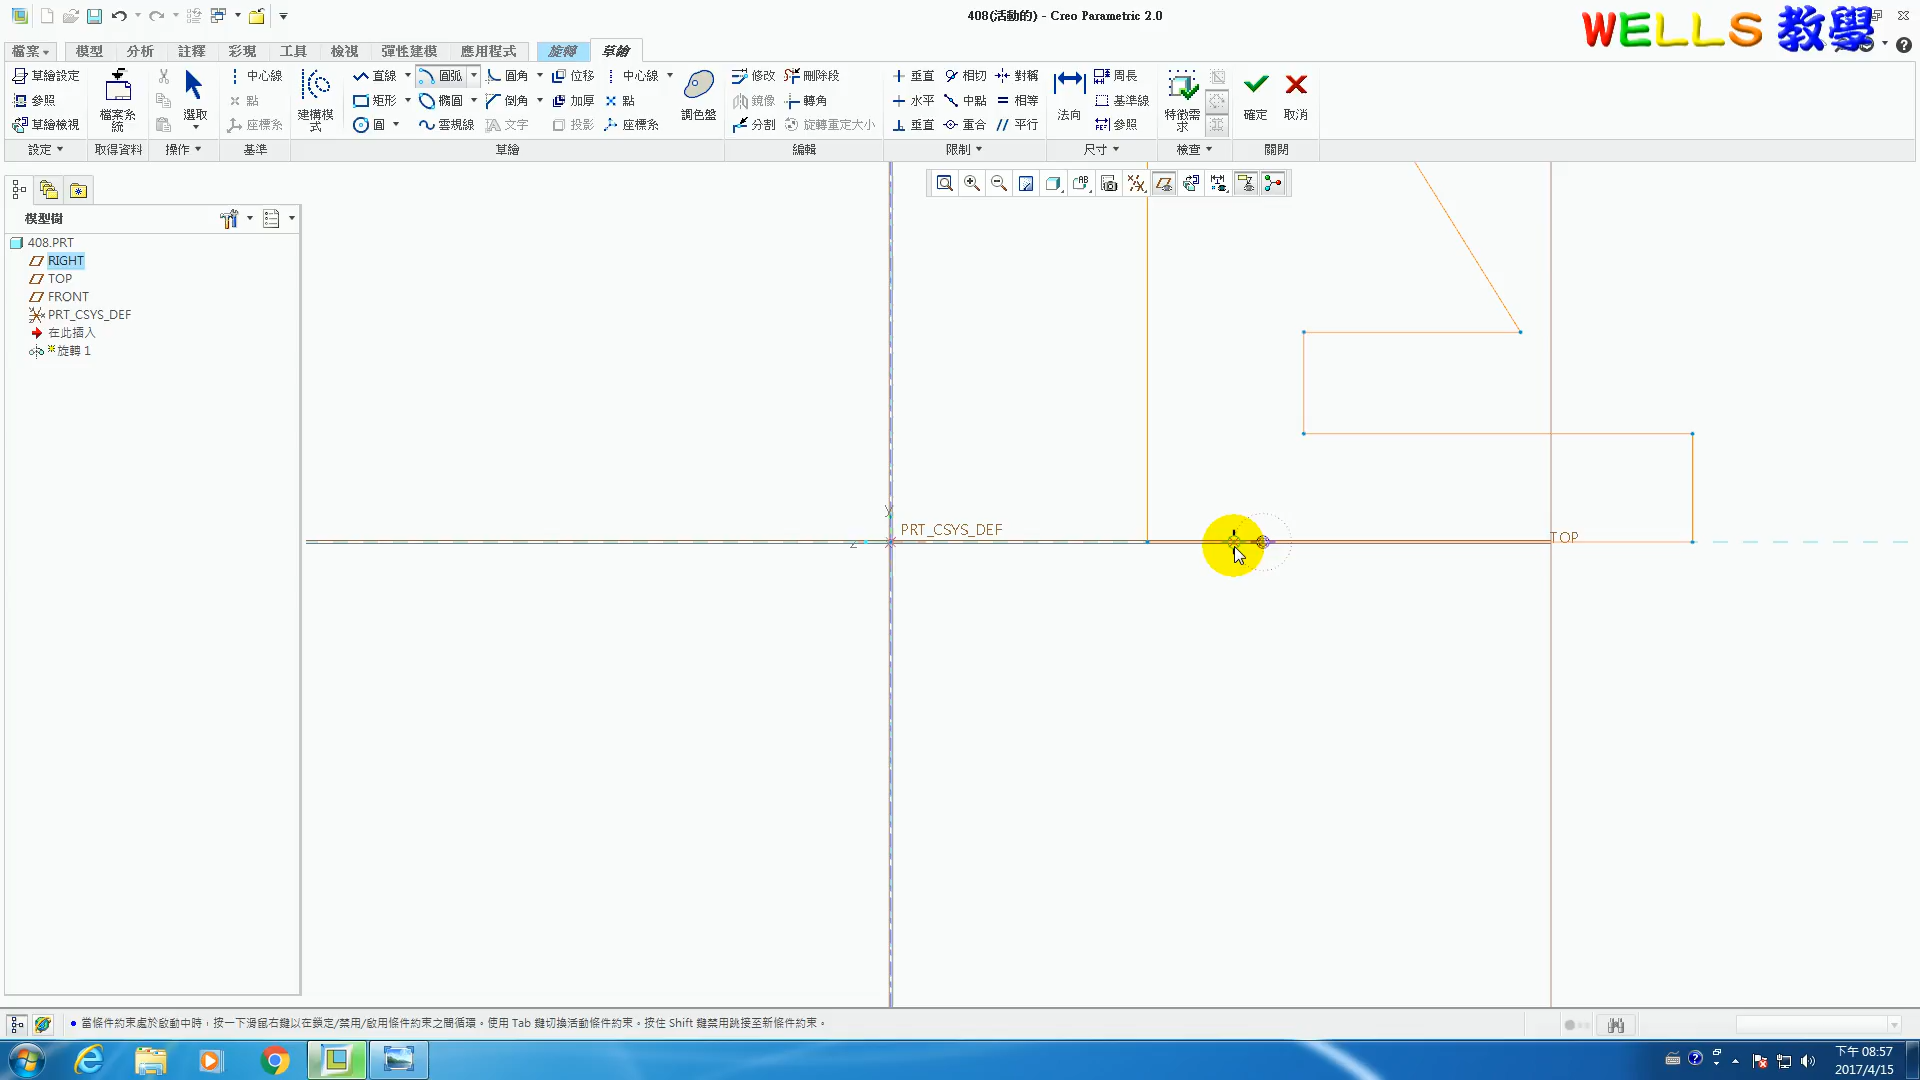 408(活動的) - Creo Parametric 2.0
WELLS 教學
檔案 模型 分析 註釋 彩現 工具 檢視 彈性建模 應用程式 旋轉 草繪
草繪設定 中心線 直線 圓弧 圓角 位移 中心線 修改 刪除段 垂直 相切 對稱 周長
參照 點 矩形 橢圓 倒角 加厚 點 鏡像 轉角 水平 中點 相等 基準線
草繪檢視 座標系 圓 雲規線 文字 投影 座標系 分割 旋轉重定大小 垂直 重合 平行 參照
檔案系統 選取 建構模式 調色盤 法向 特徵需求 確定 取消
設定 取得資料 操作 基準 草繪 編輯 限制 尺寸 檢查 關閉
模型樹
408.PRT
RIGHT
TOP
FRONT
PRT_CSYS_DEF
在此插入
旋轉 1
y
PRT_CSYS_DEF
z
TOP
當條件約束處於啟動中時，按一下滑鼠右鍵以在鎖定/禁用/啟用條件約束之間循環。使用 Tab 鍵切換活動條件約束。按住 Shift 鍵禁用跳接至新條件約束。
下午 08:57
2017/4/15